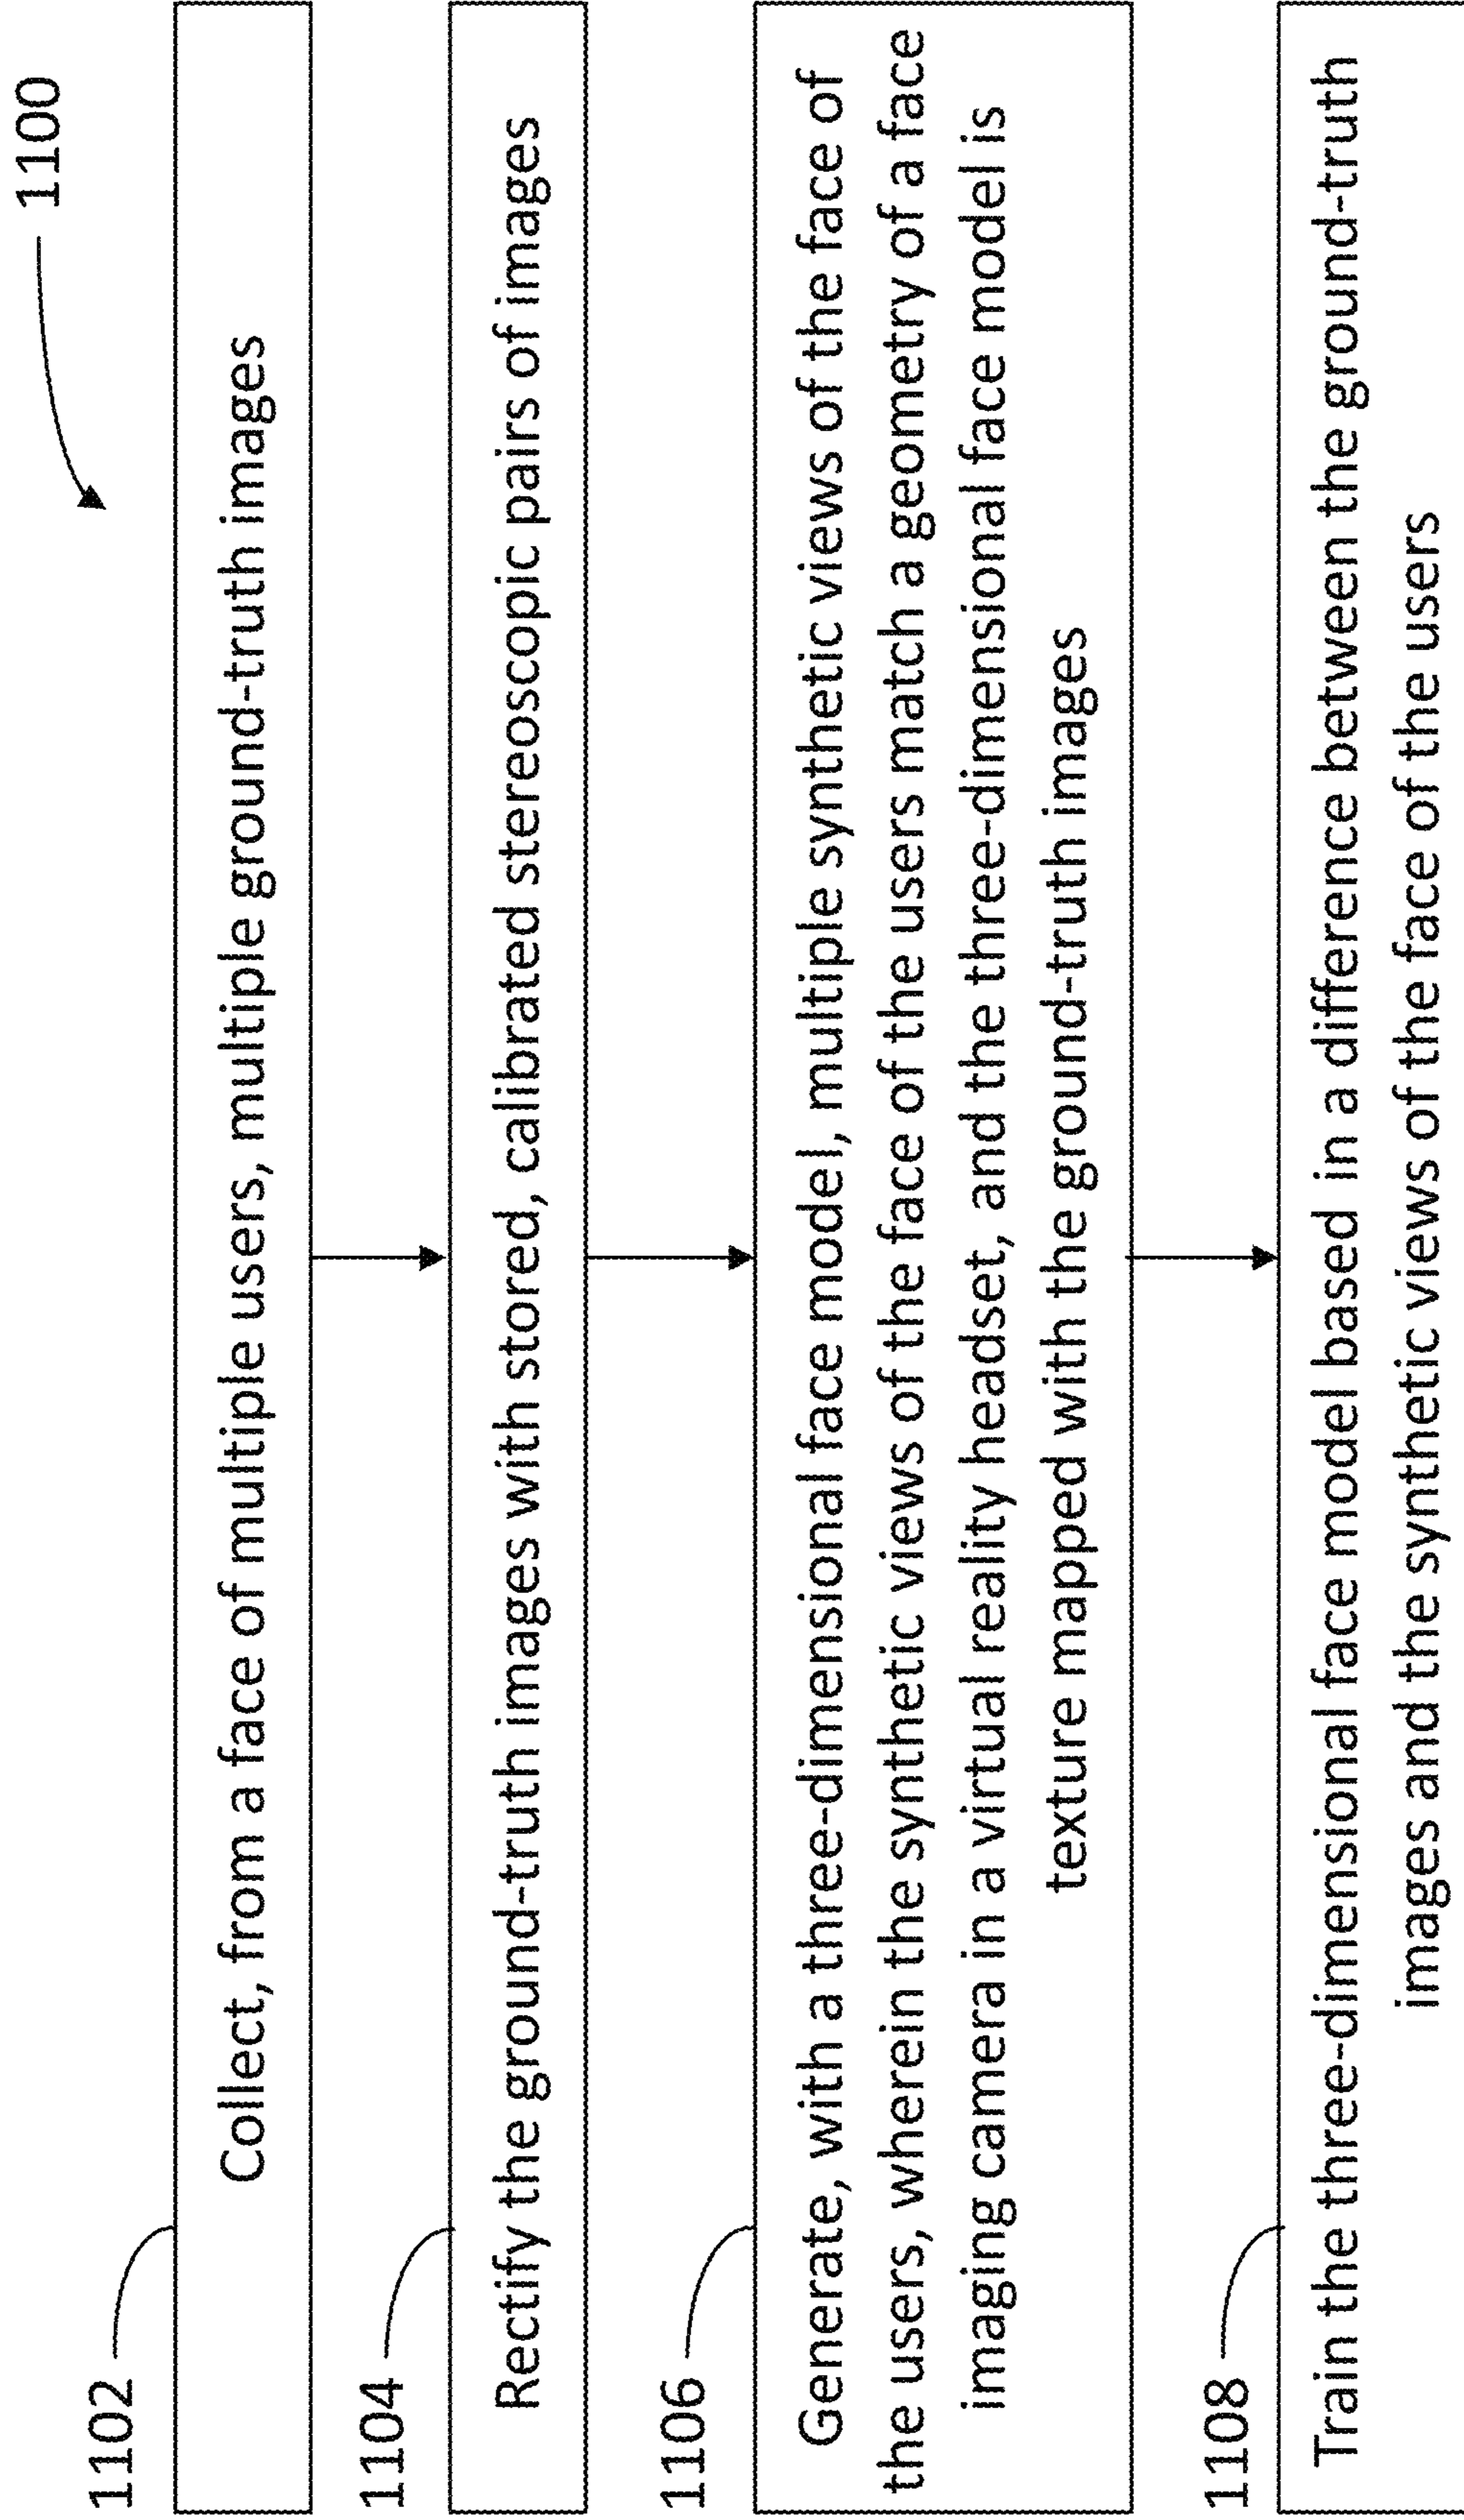 1100
1102
Collect, from a face of multiple users, multiple ground-truth images
1104
Rectify the ground-truth images with stored, calibrated stereoscopic pairs of images
1106
Generate, with a three-dimensional face model, multiple synthetic views of the face of
the users, wherein the synthetic views of the face of the users match a geometry of a face
imaging camera in a virtual reality headset, and the three-dimensional face model is
texture mapped with the ground-truth images
1108
Train the three-dimensional face model based in a difference between the ground-truth
images and the synthetic views of the face of the users